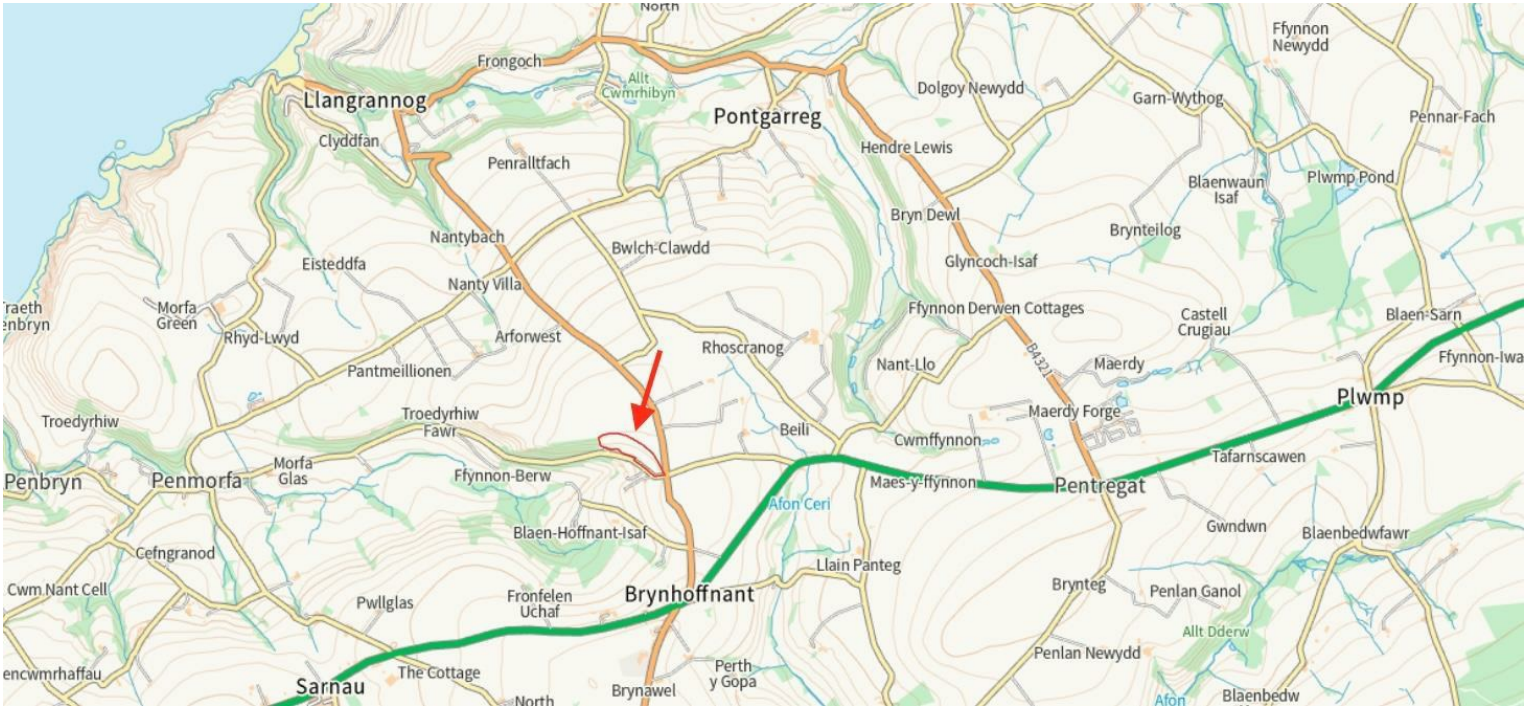 North
Ffynnon
Newydd
Frongoch
Allt
Cwmrhibyn
Dolgoy Newydd
Garn-Wythog
Llangrannog
Pontgarreg
Pennar-Fach
Clyddfan
Penralltfach
Hendre Lewis
Blaenwaun
Isaf
Plwmp Pond
Bryn Dewl
Nantybach
Bwlch-Clawdd
Brynteilog
Eisteddfa
Glyncoch-Isaf
Nanty Villa
Morfa
Green
Traeth
enbryn
Ffynnon Derwen Cottages
Castell
Crugiau
Blaen-Sarn
Rhyd-Lwyd
Arforwest
Rhoscranog
Nant-Llo
B4321
Maerdy
Ffynnon-Iwa
Pantmeillionen
Plwmp
Troedyrhiw
Troedyrhiw
Fawr
Beili
Maerdy Forge
Cwmffynnon
Tafarnscawen
Penbryn
Penmorfa
Morfa
Glas
Ffynnon-Berw
Maes-y-ffynnon
Pentregat
Afon Ceri
Blaen-Hoffnant-Isaf
Gwndwn
Blaenbedwfawr
Cefngranod
Llain Panteg
Cwm Nant Cell
Brynhoffnant
Brynteg
Penlan Ganol
Pwllglas
Fronfelen
Uchaf
Allt Dderw
Penlan Newydd
encwmrhaffau
The Cottage
Perth
y Gopa
Sarnau
North
Brynawel
Afon
Blaenbedw
Isaf